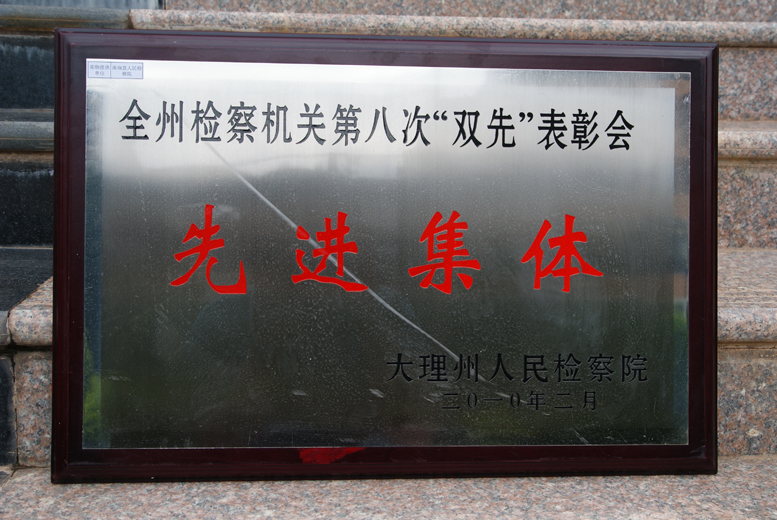 全州检察机关第八次“双先”表彰会
先进集体
大理州人民检察院
二〇一〇年二月